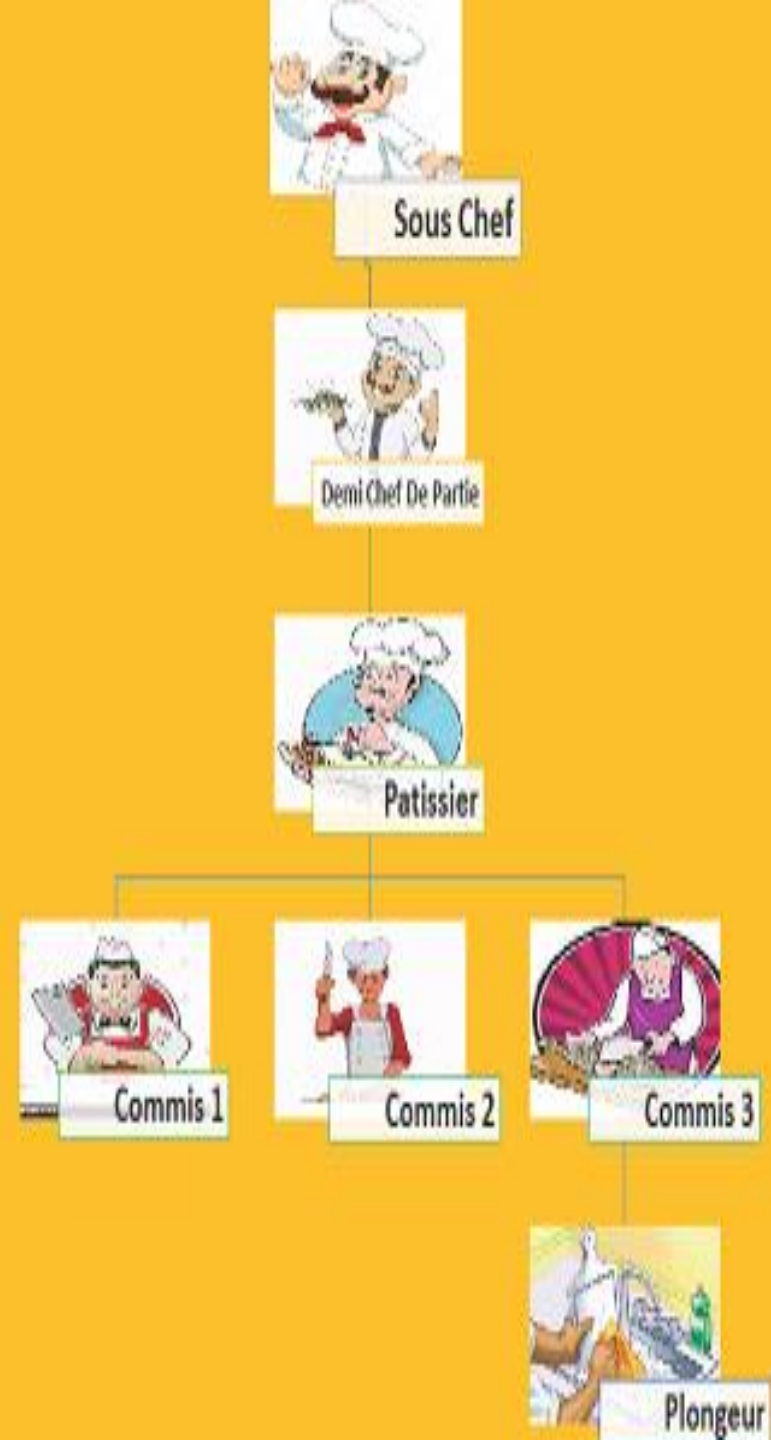 Sous Chef
Demi Chef De Partie
Patissier
Commis 1
Commis 2
Commis 3
Plongeur